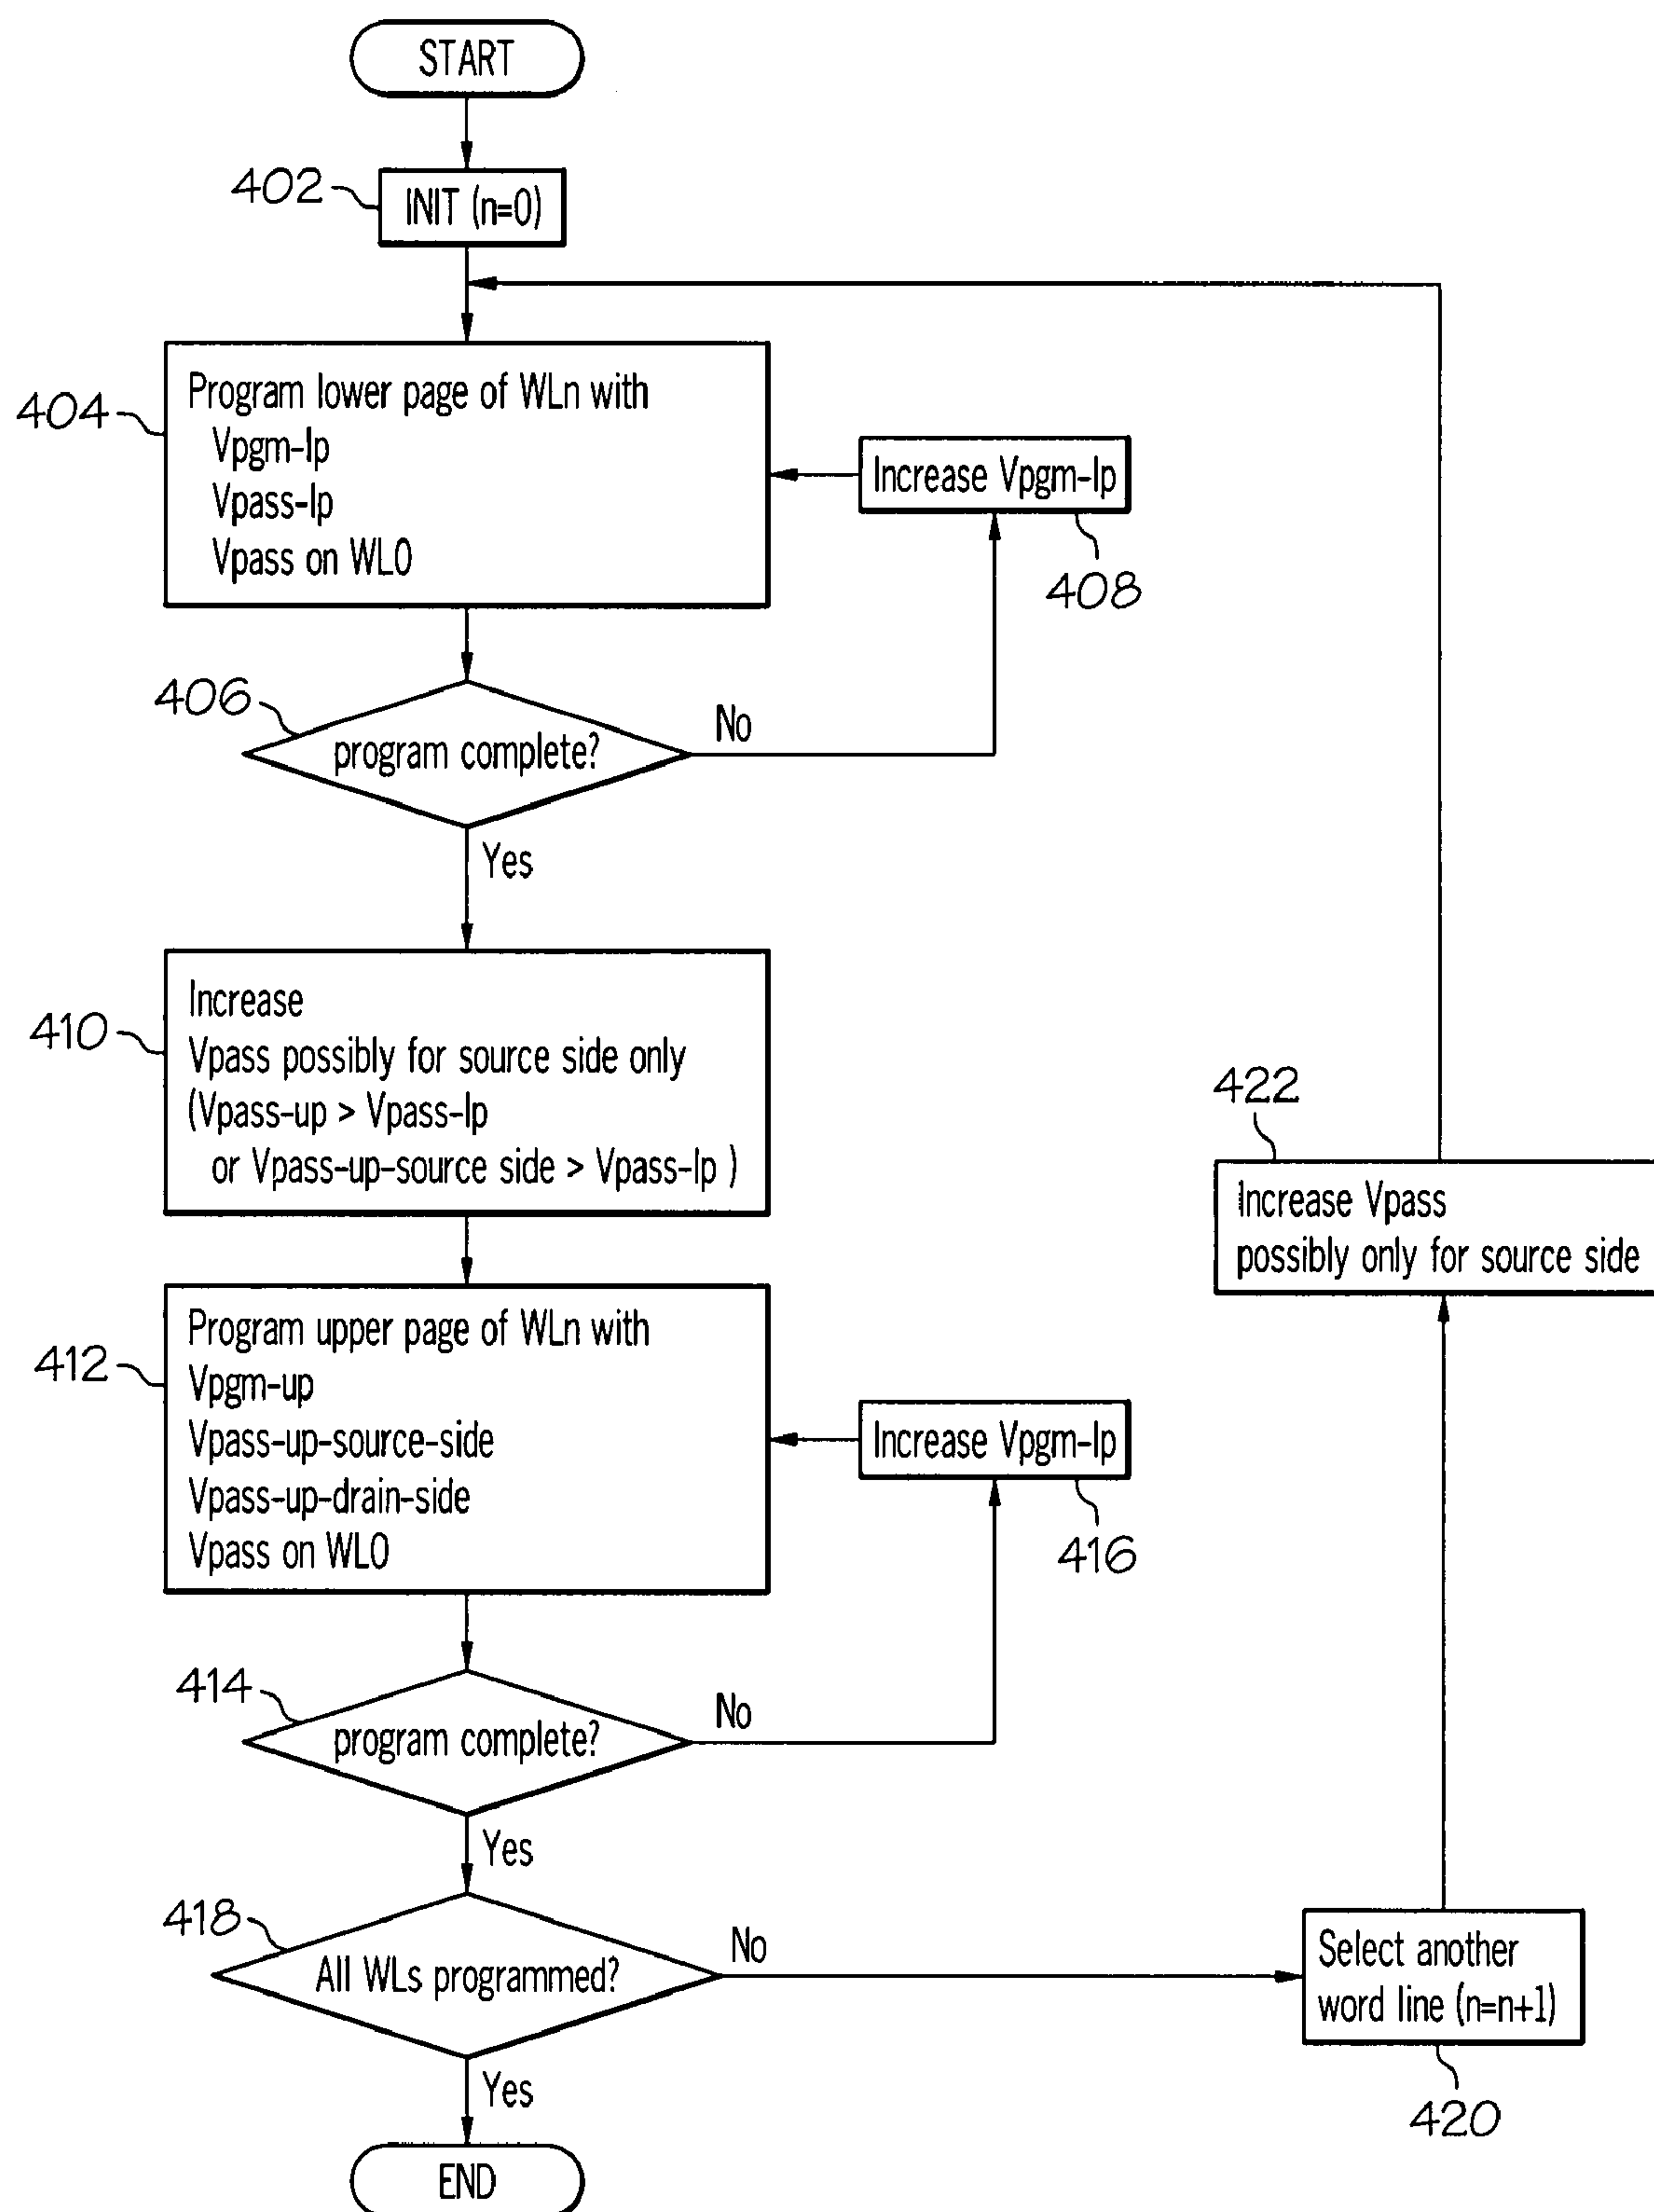 START
402
INIT (n=0)
404
Program lower page of WLn with
Vpgm-lp
Vpass-lp
Vpass on WL0
Increase Vpgm-lp
408
406
program complete?
No
Yes
410
Increase
Vpass possibly for source side only
(Vpass-up > Vpass-lp
or Vpass-up-source side > Vpass-lp )
422
Increase Vpass
possibly only for source side
412
Program upper page of WLn with
Vpgm-up
Vpass-up-source-side
Vpass-up-drain-side
Vpass on WL0
Increase Vpgm-lp
416
414
program complete?
No
Yes
418
All WLs programmed?
No
Select another
word line (n=n+1)
420
Yes
END